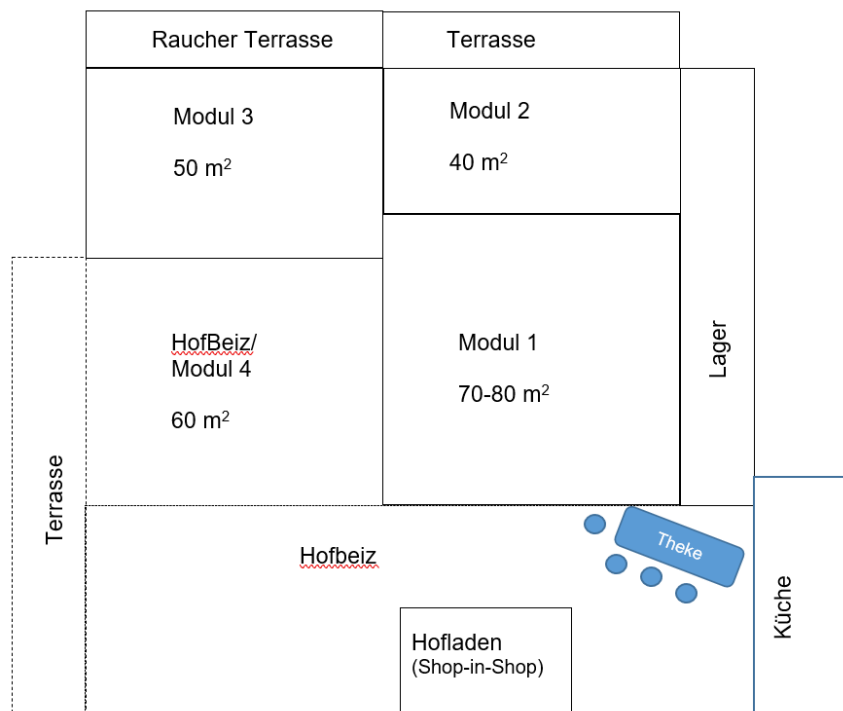 Raucher Terrasse
Terrasse
Modul 3
50 m²
Modul 2
40 m²
HofBeiz/
Modul 4
60 m²
Modul 1
70-80 m²
Lager
Terrasse
Hofbeiz
Theke
Küche
Hofladen
(Shop-in-Shop)